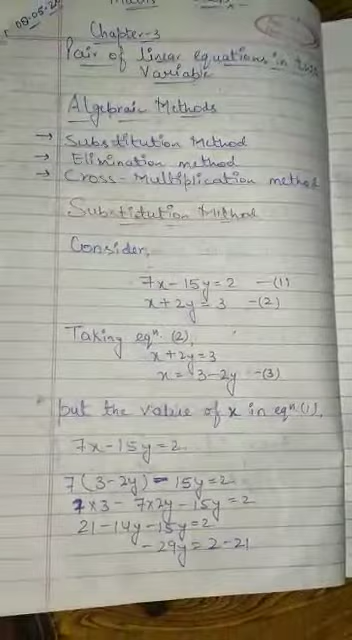 Maths
08.05.2
Chapter-3
Pair of linear equations in two
Variable
Algebraic Methods
→ Substitution Method
→ Elimination method
→ Cross-Multiplication method
Substitution Method
Consider,
7x-15y=2 -(1)
x+2y=3 -(2)
Taking eqⁿ (2),
x+2y=3
x=3-2y -(3)
put the value of x in eqⁿ(1),
7x-15y=2
7(3-2y)-15y=2
7×3-7×2y-15y=2
21-14y-15y=2
-29y=2-21